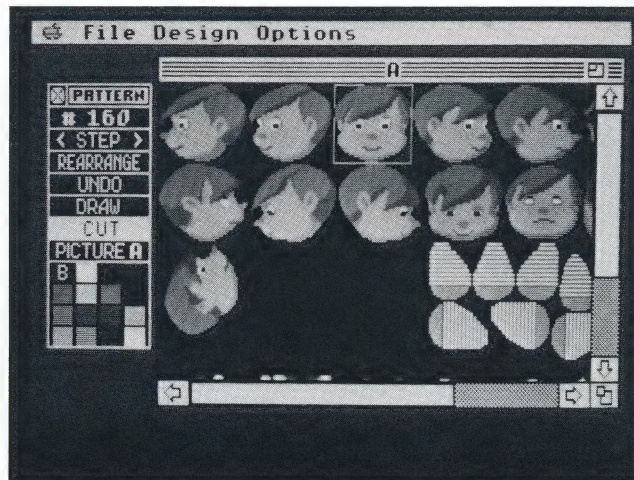 File Design Options
A
PATTERN
# 160
< STEP >
REARRANGE
UNDO
DRAW
CUT
PICTURE A
B